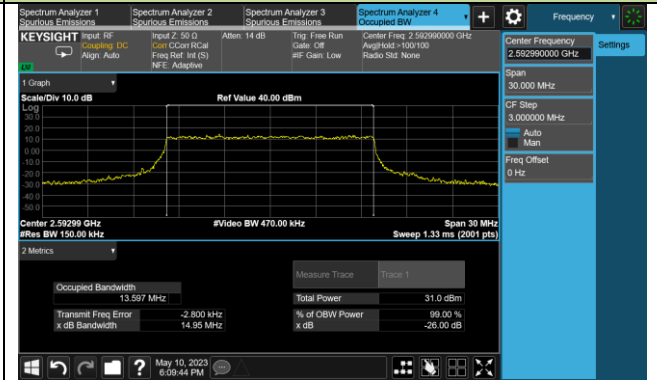 Spectrum Analyzer 1
Spurious Emissions
Spectrum Analyzer 2
Spurious Emissions
Spectrum Analyzer 3
Spurious Emissions
Spectrum Analyzer 4
Occupied BW
Frequency
KEYSIGHT
Input: RF
Coupling: DC
Align: Auto
Input Z: 50 Ω
Corr CCorr RCal
Freq Ref: Int (S)
NFE: Adaptive
Atten: 14 dB
Trig: Free Run
Gate: Off
#IF Gain: Low
Center Freq: 2.592990000 GHz
Avg|Hold:>100/100
Radio Std: None
Center Frequency
2.592990000 GHz
Settings
Span
30.000 MHz
CF Step
3.000000 MHz
Auto
Man
Freq Offset
0 Hz
1 Graph
Scale/Div 10.0 dB
Ref Value 40.00 dBm
Log
30.0
20.0
10.0
0.00
-10.0
-20.0
-30.0
-40.0
-50.0
Center 2.59299 GHz
#Video BW 470.00 kHz
Span 30 MHz
#Res BW 150.00 kHz
Sweep 1.33 ms (2001 pts)
2 Metrics
Measure Trace
Trace 1
Occupied Bandwidth
13.597 MHz
Total Power
31.0 dBm
Transmit Freq Error
-2.800 kHz
% of OBW Power
99.00 %
x dB Bandwidth
14.95 MHz
x dB
-26.00 dB
May 10, 2023
6:09:44 PM